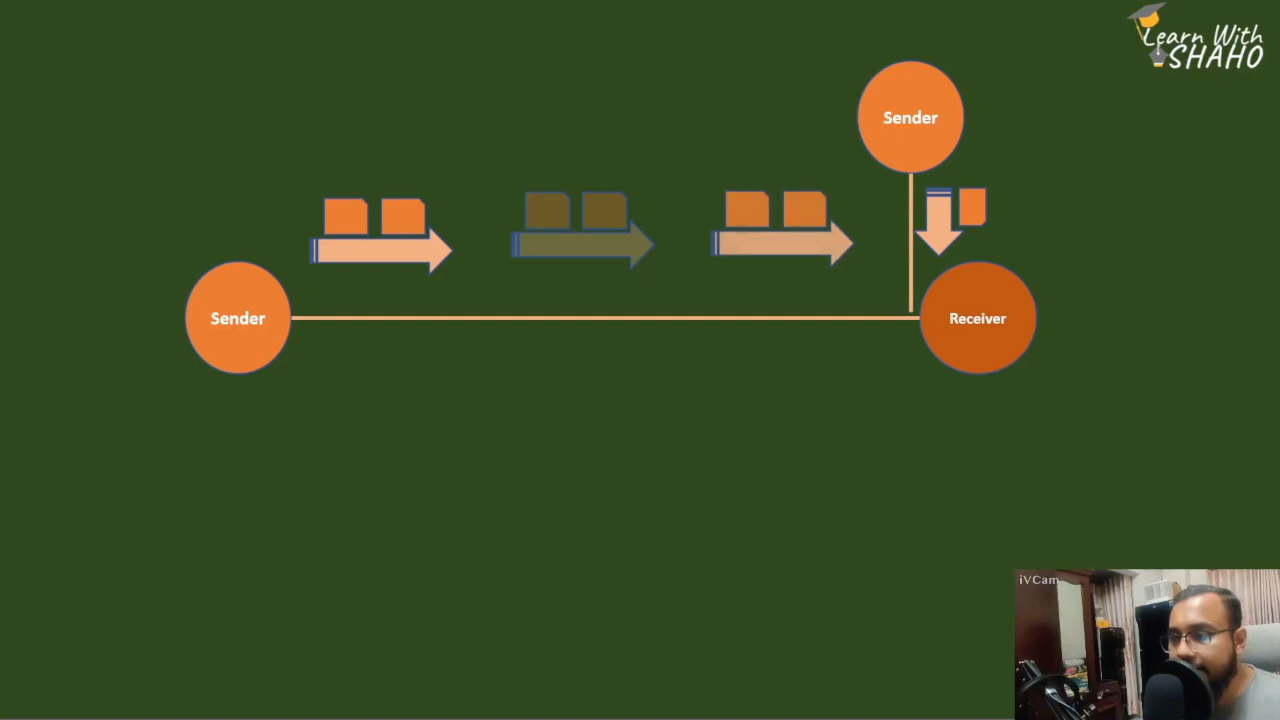 Learn With
SHAHO
Sender
Sender
Receiver
iVCam